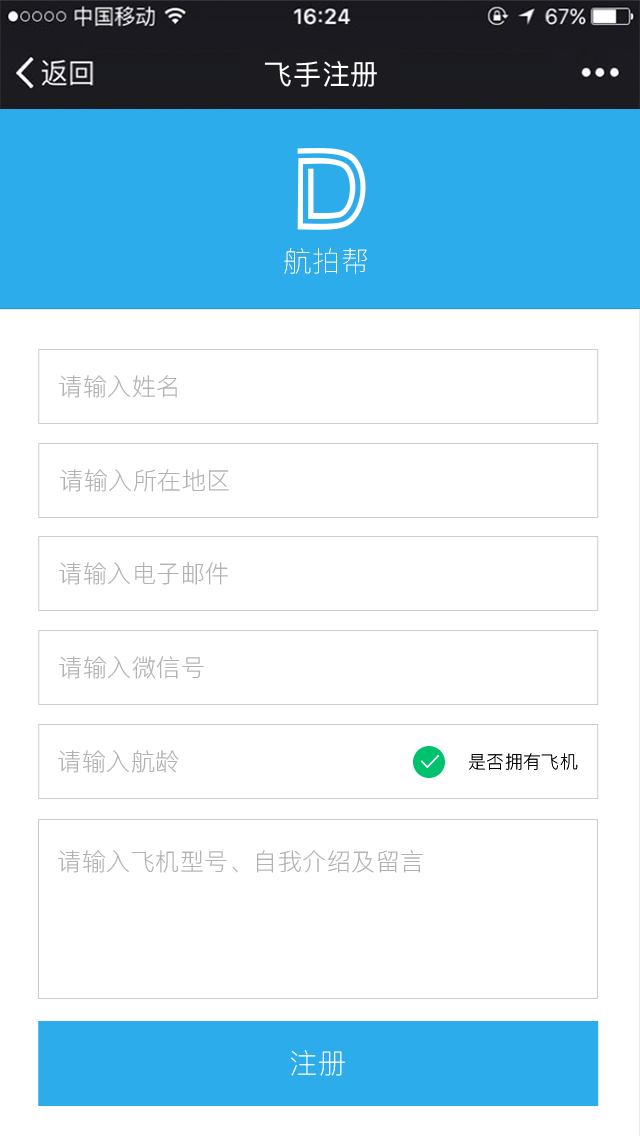 中国移动 16:24 67%
返回 飞手注册
D
航拍帮
请输入姓名
请输入所在地区
请输入电子邮件
请输入微信号
请输入航龄 是否拥有飞机
请输入飞机型号、自我介绍及留言
注册